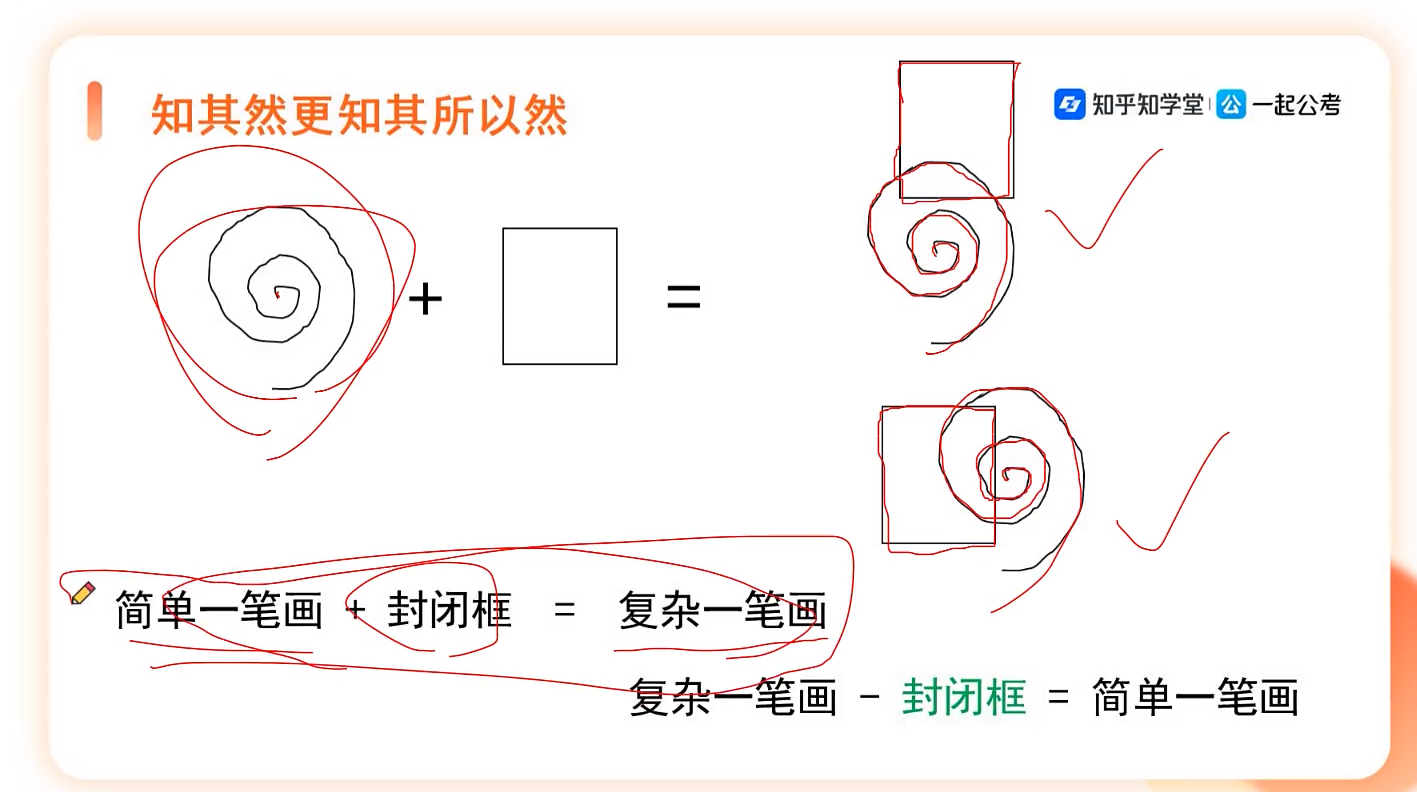 知其然更知其所以然
知乎知学堂 | 公 一起公考
+ =
简单一笔画 + 封闭框 = 复杂一笔画
复杂一笔画 - 封闭框 = 简单一笔画